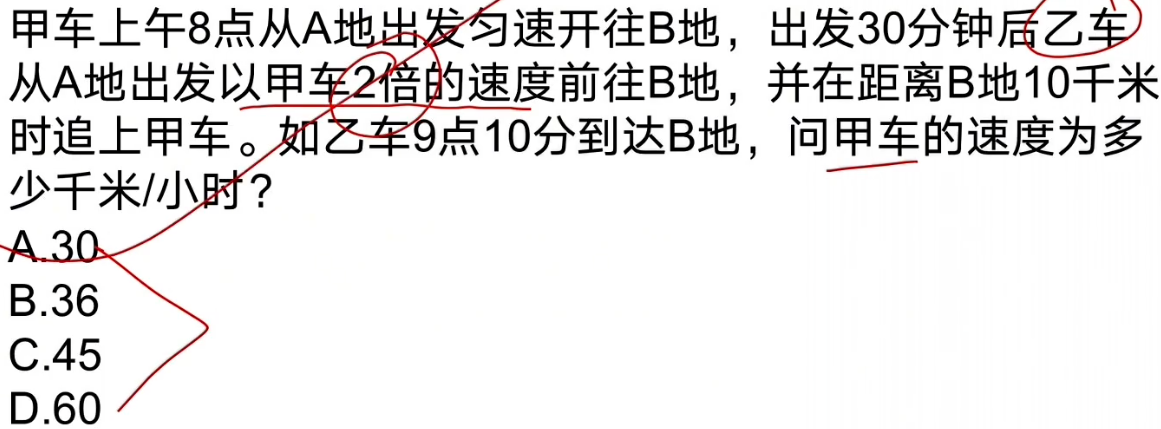 甲车上午8点从A地出发匀速开往B地，出发30分钟后乙车
从A地出发以甲车2倍的速度前往B地，并在距离B地10千米
时追上甲车。如乙车9点10分到达B地，问甲车的速度为多
少千米/小时？
A.30
B.36
C.45
D.60